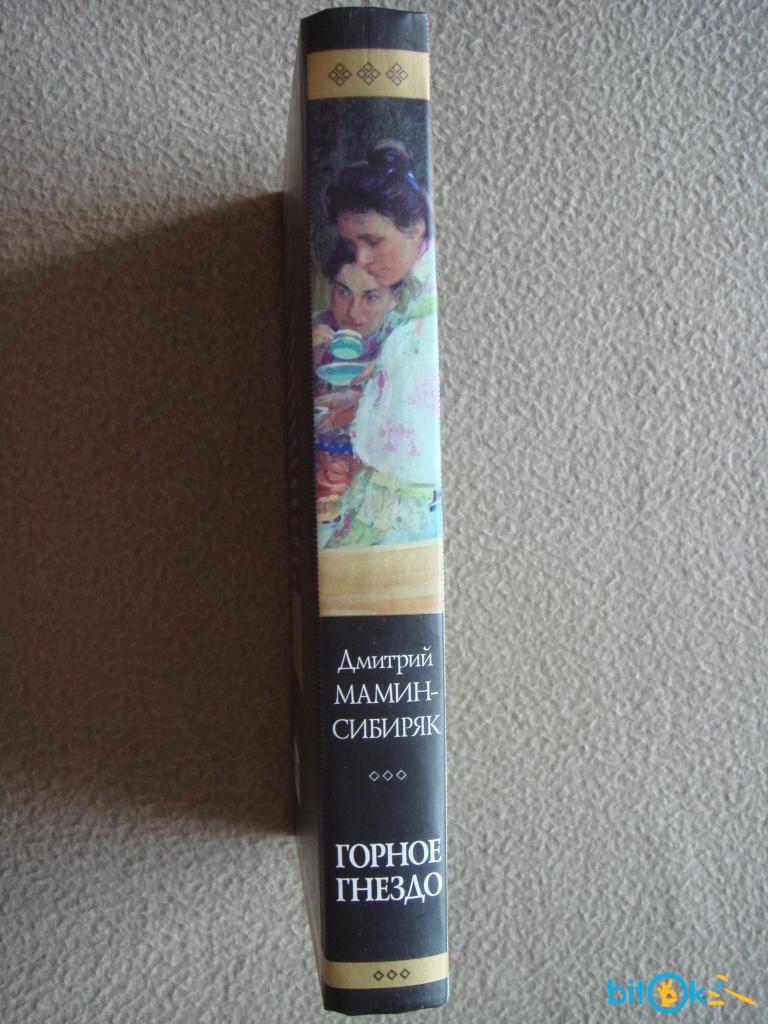 Дмитрий
МАМИН-
СИБИРЯК
ГОРНОЕ
ГНЕЗДО
bitOk